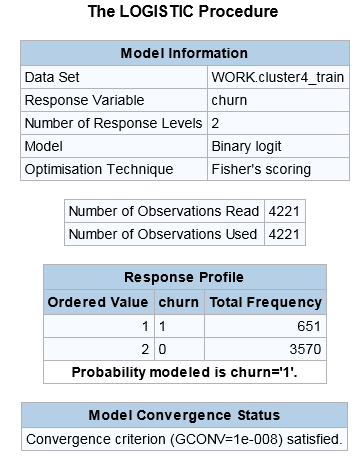 The LOGISTIC Procedure
Model Information
Data Set WORK.cluster4_train
Response Variable churn
Number of Response Levels 2
Model Binary logit
Optimisation Technique Fisher's scoring
Number of Observations Read 4221
Number of Observations Used 4221
Response Profile
Ordered Value churn Total Frequency
1 1 651
2 0 3570
Probability modeled is churn='1'.
Model Convergence Status
Convergence criterion (GCONV=1e-008) satisfied.